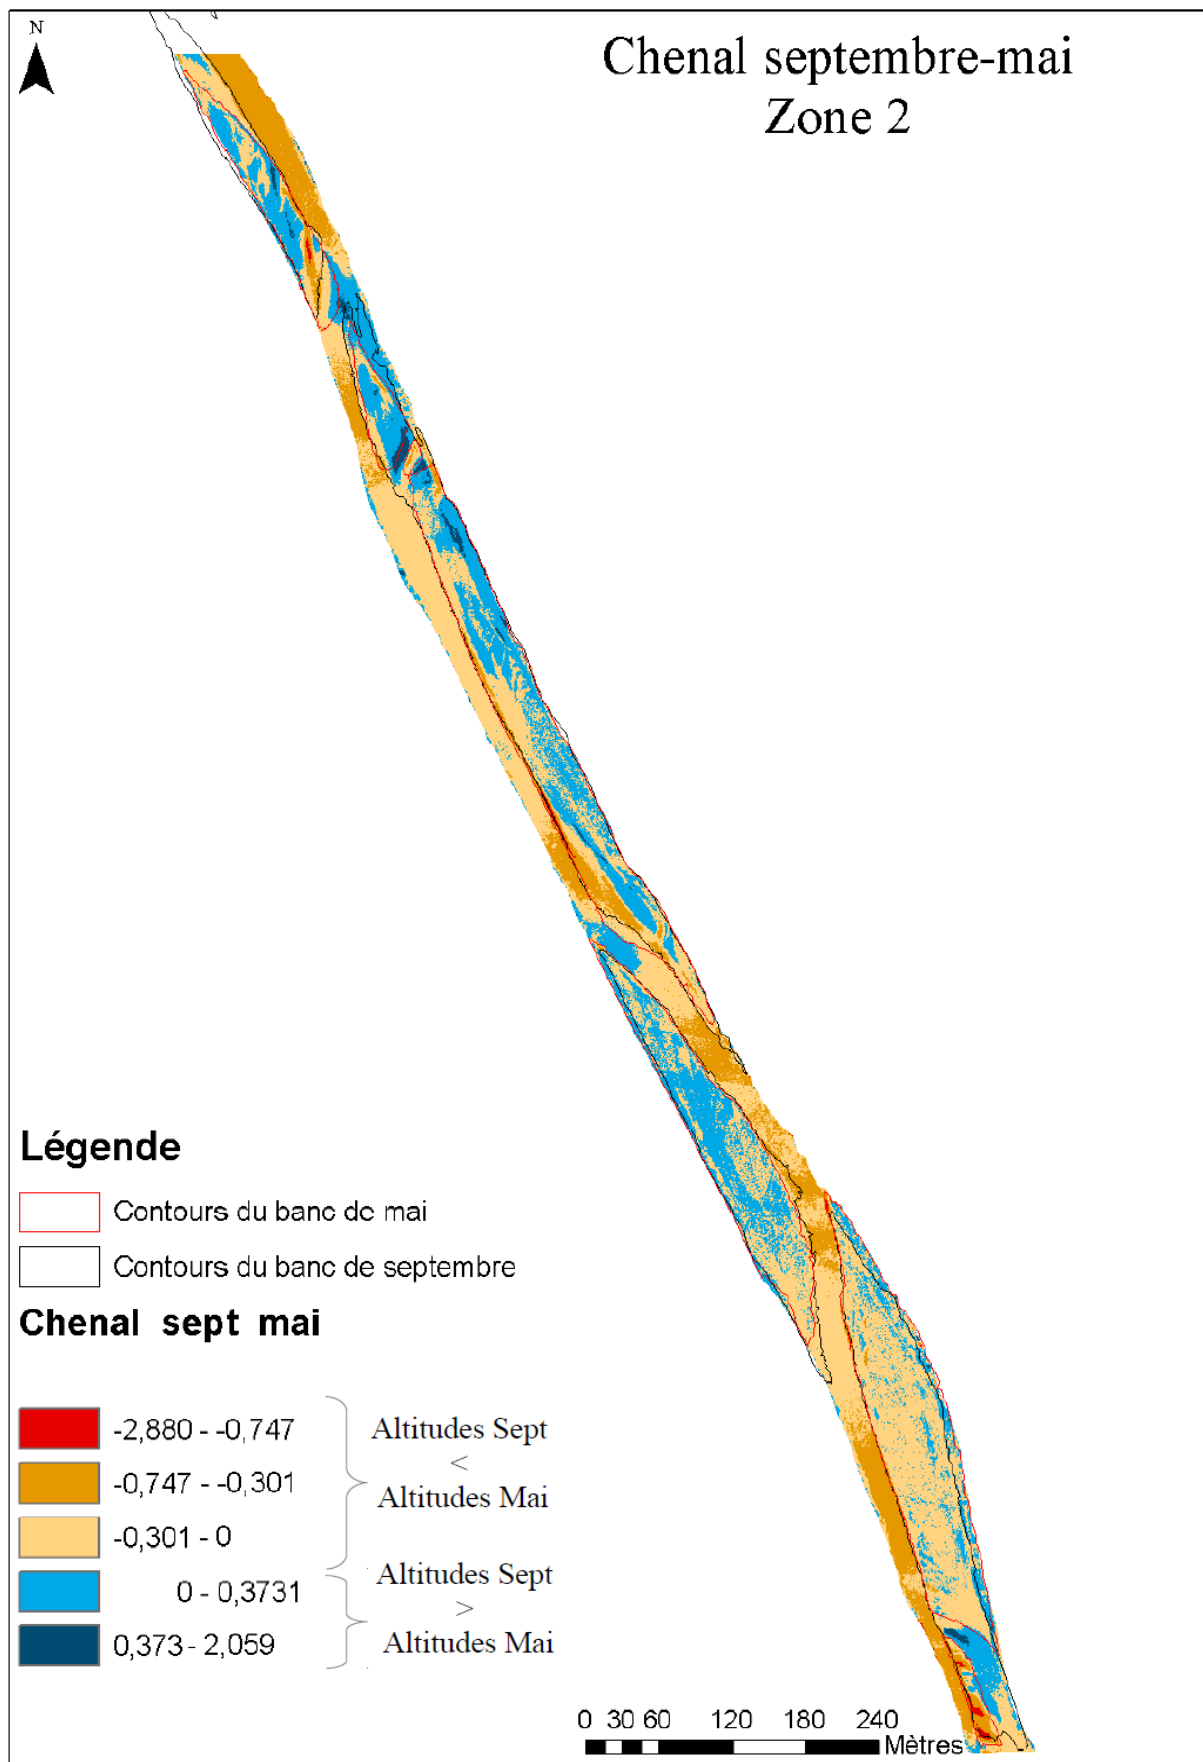 N
Chenal septembre-mai
Zone 2
Légende
Contours du banc de mai
Contours du banc de septembre
Chenal sept mai
-2,880 - -0,747
-0,747 - -0,301
-0,301 - 0
0 - 0,3731
0,373 - 2,059
Altitudes Sept
<
Altitudes Mai
Altitudes Sept
>
Altitudes Mai
0 30 60 120 180 240
Mètres